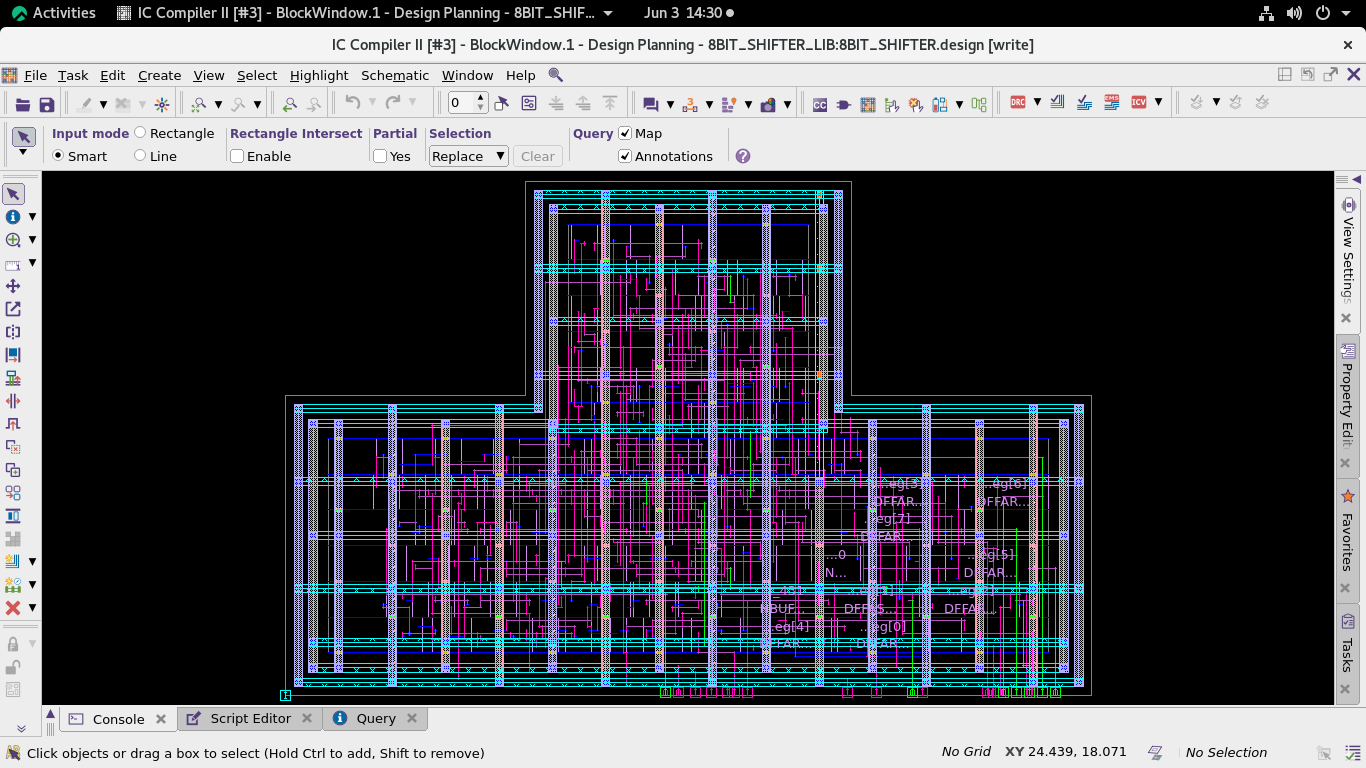 Activities
IC Compiler II [#3] - BlockWindow.1 - Design Planning - 8BIT_SHIF...
Jun 3 14:30
IC Compiler II [#3] - BlockWindow.1 - Design Planning - 8BIT_SHIFTER_LIB:8BIT_SHIFTER.design [write]
File Task Edit Create View Select Highlight Schematic Window Help
0
DRC
ICV
Input mode Rectangle Rectangle Intersect Partial Selection Query Map
Smart Line Enable Yes Replace Clear Annotations
View Settings
Property Edit
Favorites
Tasks
...eg[3] ...eg[6]
DFFAR... DFFAR...
...eg[7]
DFFAR...
...0 ...eg[5]
N... DFFAR...
NBUF... DFFAS... DFFAR...
...eg[4] ...eg[0]
DFFAR... DFFAR...
Console Script Editor Query
Click objects or drag a box to select (Hold Ctrl to add, Shift to remove)
No Grid XY 24.439, 18.071 No Selection